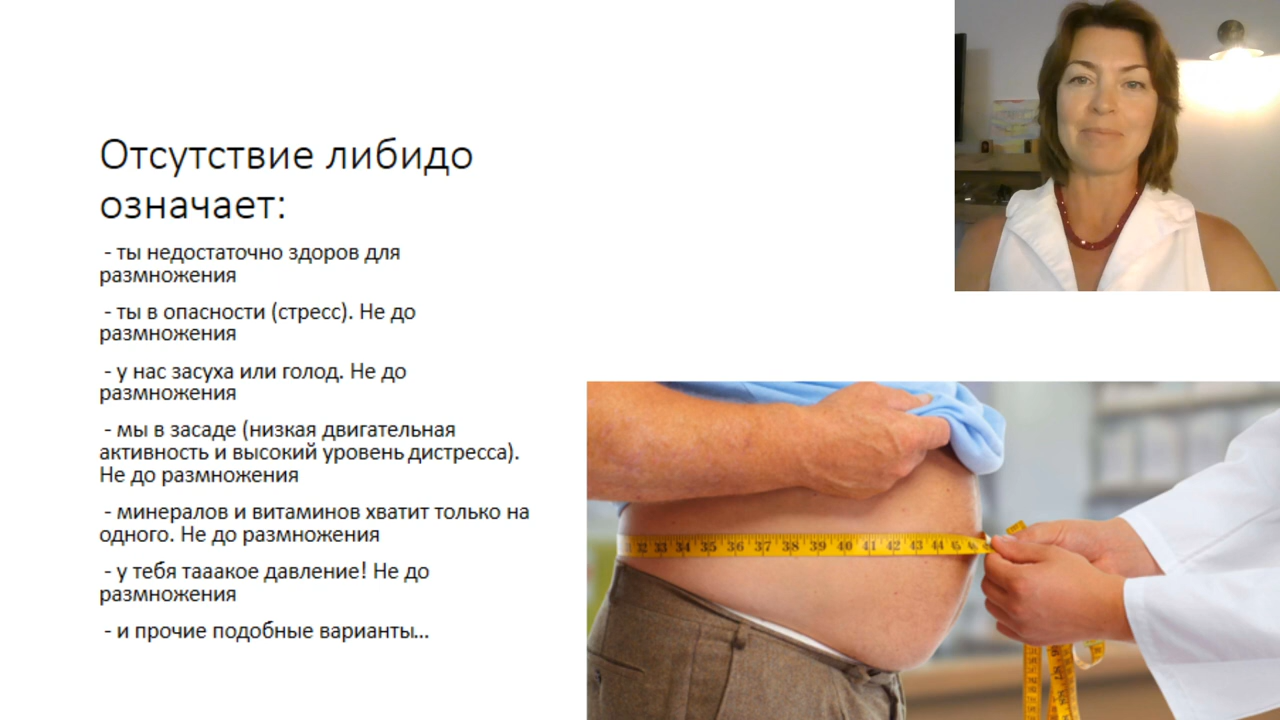 Отсутствие либидо
означает:
- ты недостаточно здоров для
размножения
- ты в опасности (стресс). Не до
размножения
- у нас засуха или голод. Не до
размножения
- мы в засаде (низкая двигательная
активность и высокий уровень дистресса).
Не до размножения
- минералов и витаминов хватит только на
одного. Не до размножения
- у тебя тааакое давление! Не до
размножения
- и прочие подобные варианты...
32 33 34 35 36 37 38 39 40 41 42 43 44 45